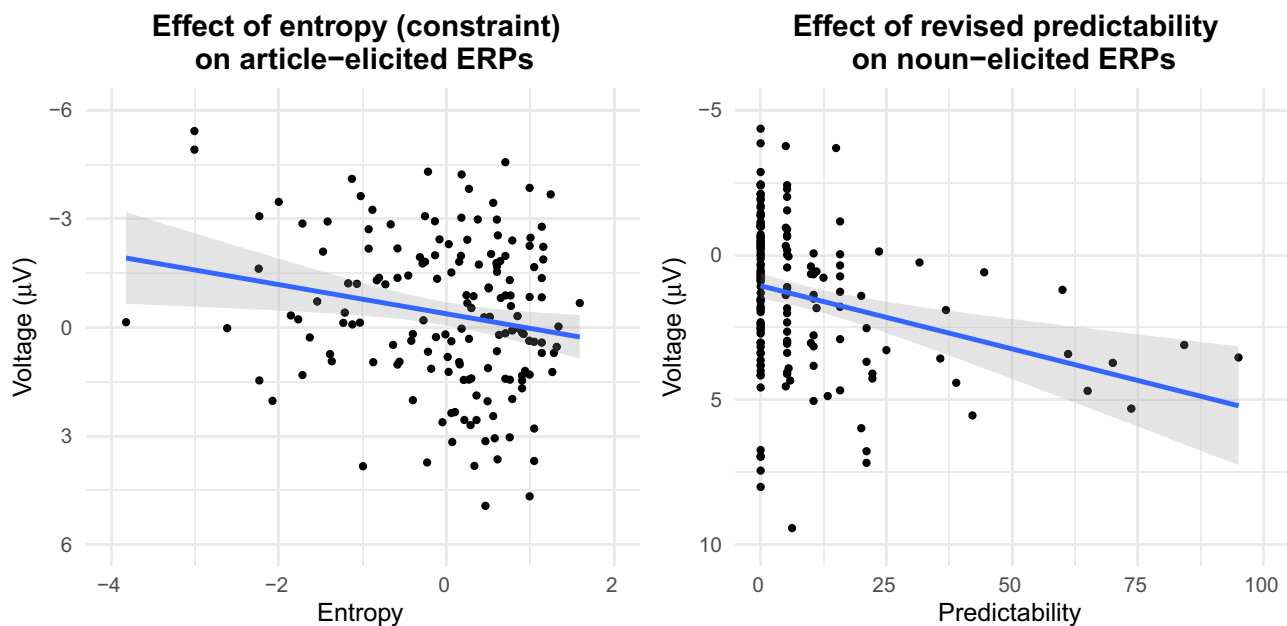 Effect of entropy (constraint)
on article−elicited ERPs
−6
−3
0
3
6
Voltage (μV)
−4
−2
0
2
Entropy
Effect of revised predictability
on noun−elicited ERPs
−5
0
5
10
Voltage (μV)
0
25
50
75
100
Predictability